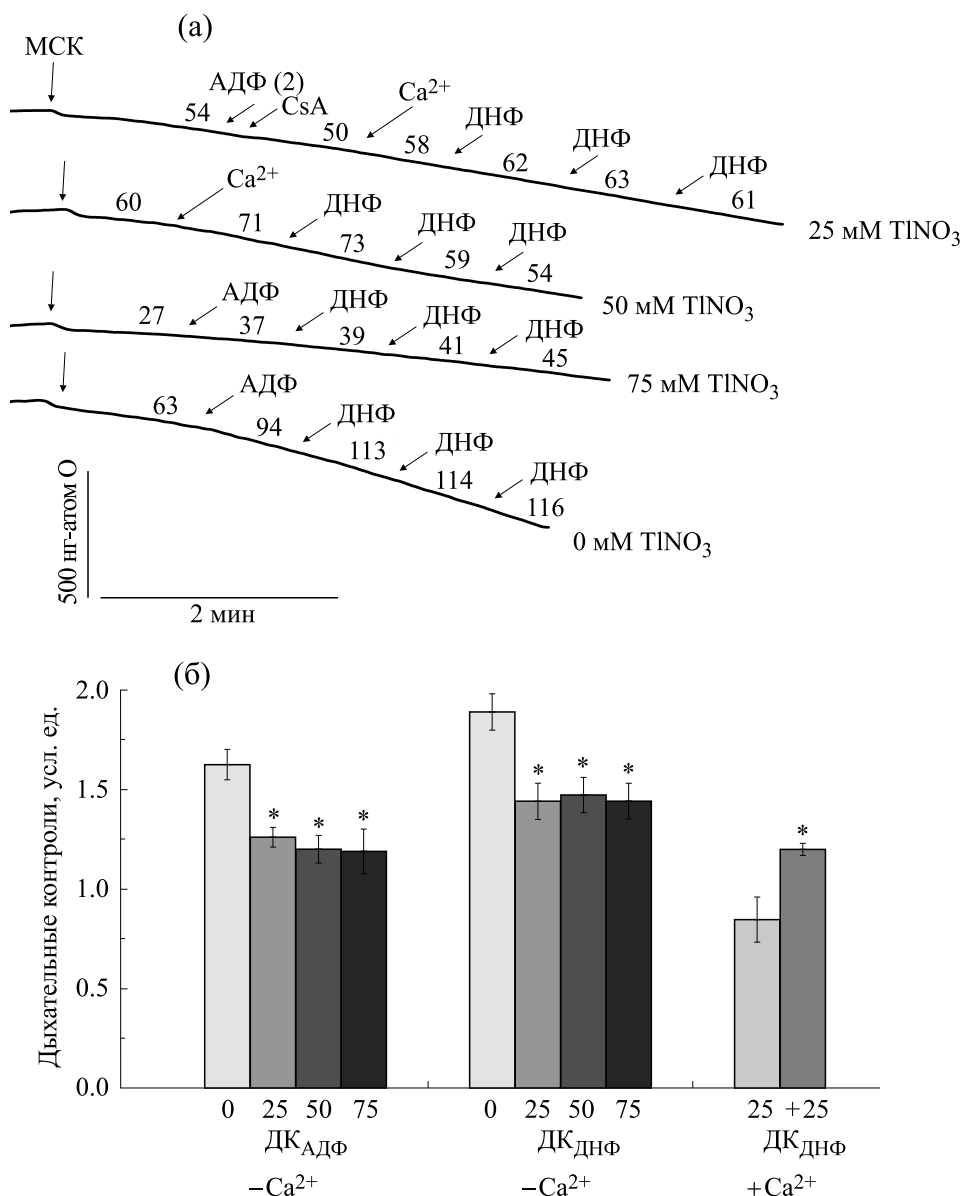 (а)
МСК
АДФ (2)
CsA
Ca²⁺
ДНФ
ДНФ
ДНФ
54
50
58
62
63
61
25 мМ TlNO₃
Ca²⁺
ДНФ
ДНФ
ДНФ
60
71
73
59
54
50 мМ TlNO₃
АДФ
ДНФ
ДНФ
ДНФ
27
37
39
41
45
75 мМ TlNO₃
АДФ
ДНФ
ДНФ
ДНФ
63
94
113
114
116
0 мМ TlNO₃
500 нг-атом О
2 мин
(б)
Дыхательные контроли, усл. ед.
2.0
1.5
1.0
0.5
0.0
* * * * * * *
0 25 50 75 0 25 50 75 25 +25
ДК_АДФ ДК_ДНФ ДК_ДНФ
−Ca²⁺ −Ca²⁺ +Ca²⁺